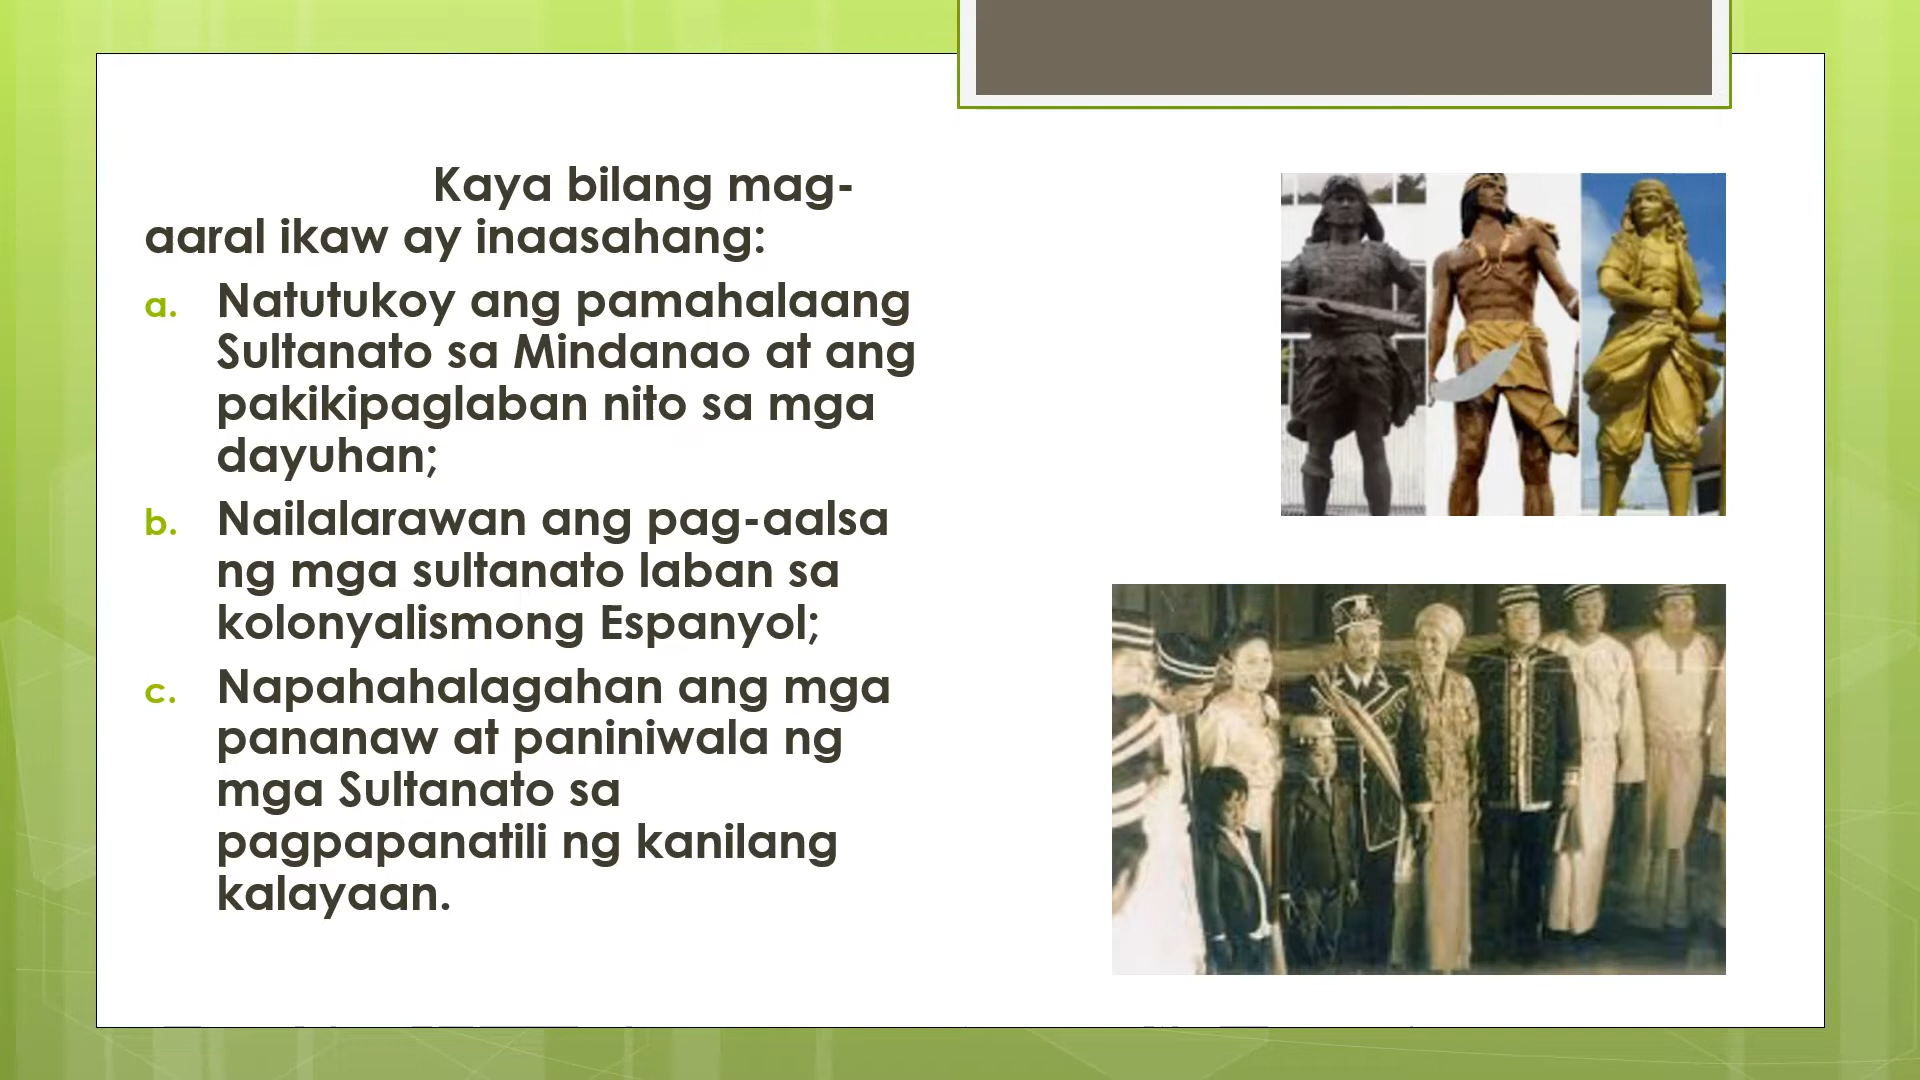 Kaya bilang mag-
aaral ikaw ay inaasahang:
a. Natutukoy ang pamahalaang
Sultanato sa Mindanao at ang
pakikipaglaban nito sa mga
dayuhan;
b. Nailalarawan ang pag-aalsa
ng mga sultanato laban sa
kolonyalismong Espanyol;
c. Napahahalagahan ang mga
pananaw at paniniwala ng
mga Sultanato sa
pagpapanatili ng kanilang
kalayaan.